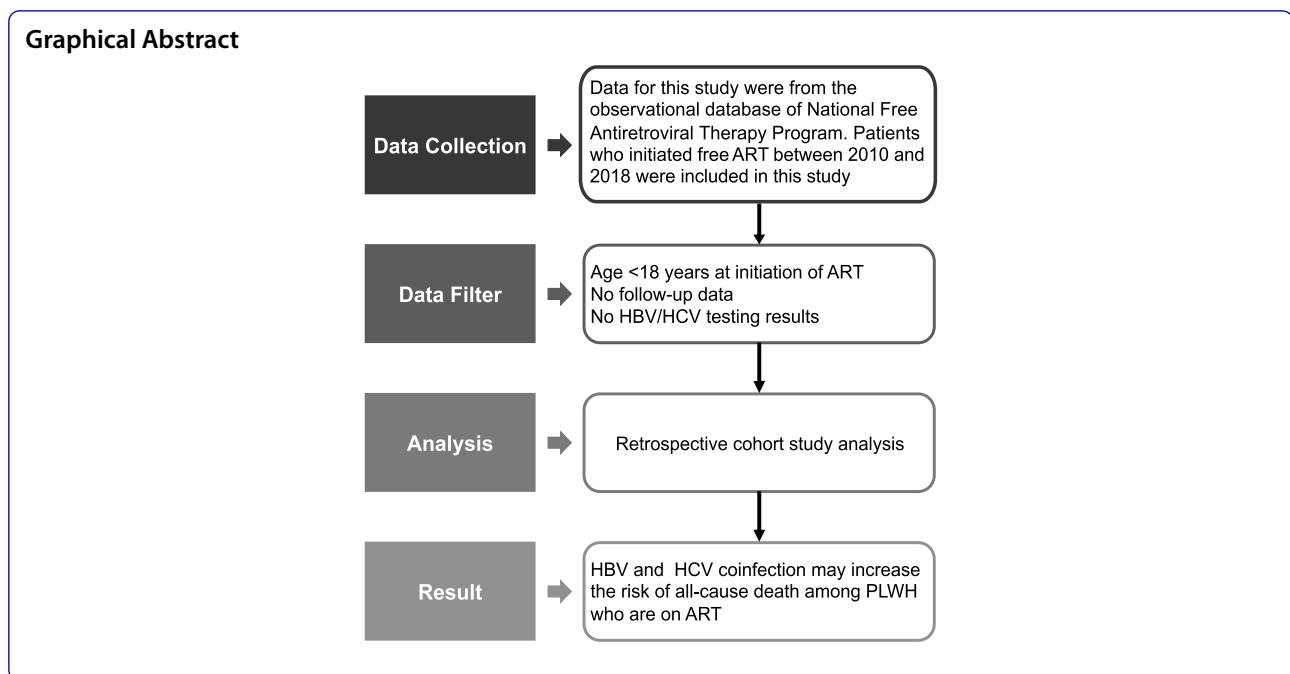 Graphical Abstract
Data Collection
Data for this study were from the
observational database of National Free
Antiretroviral Therapy Program. Patients
who initiated free ART between 2010 and
2018 were included in this study
Data Filter
Age <18 years at initiation of ART
No follow-up data
No HBV/HCV testing results
Analysis
Retrospective cohort study analysis
Result
HBV and HCV coinfection may increase
the risk of all-cause death among PLWH
who are on ART